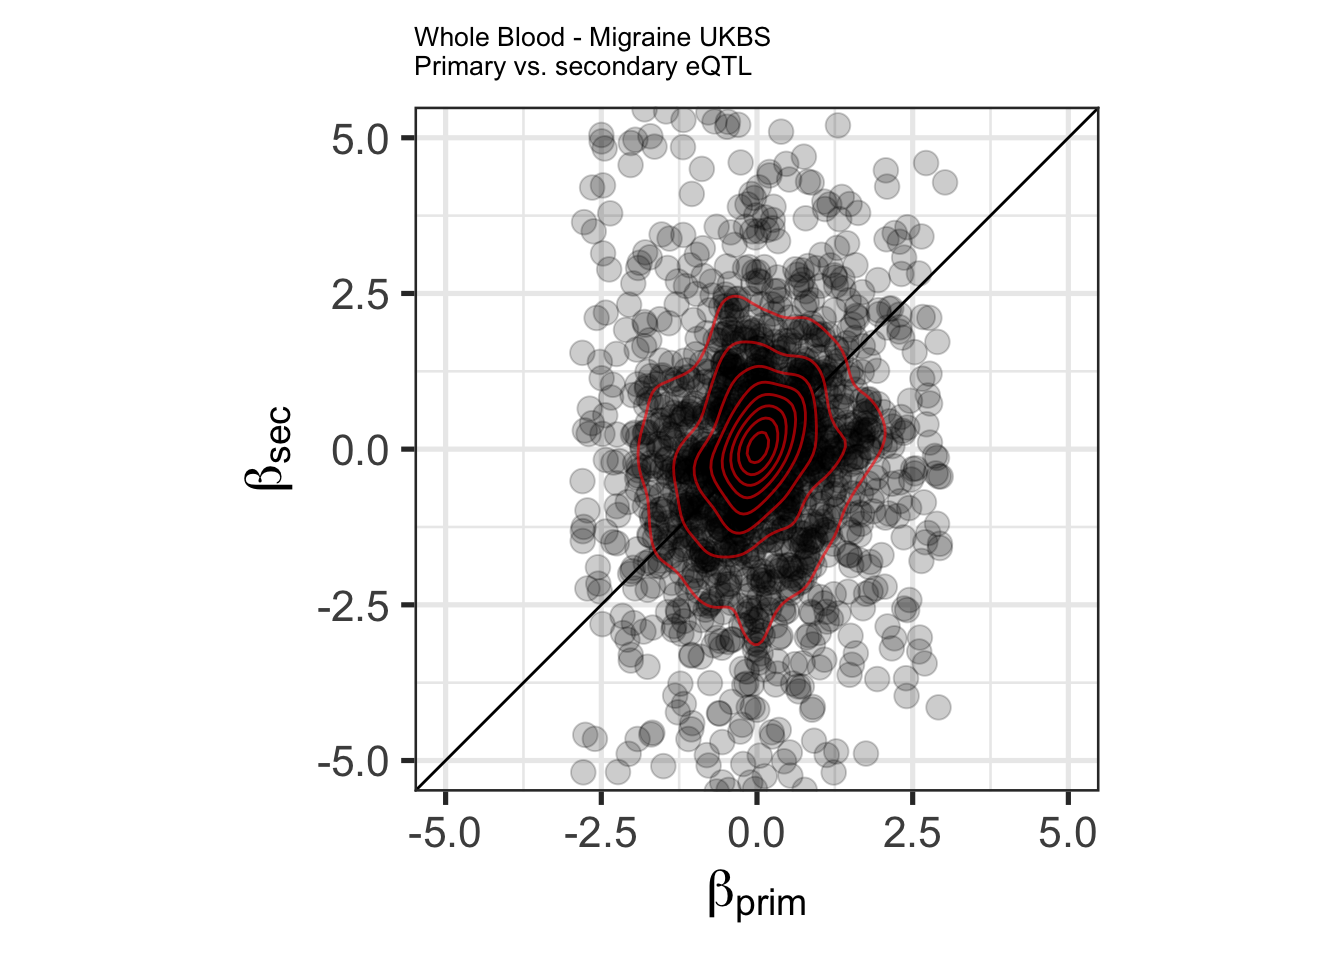 Whole Blood - Migraine UKBS
Primary vs. secondary eQTL
5.0
2.5
0.0
-2.5
-5.0
βsec
-5.0 -2.5 0.0 2.5 5.0
βprim